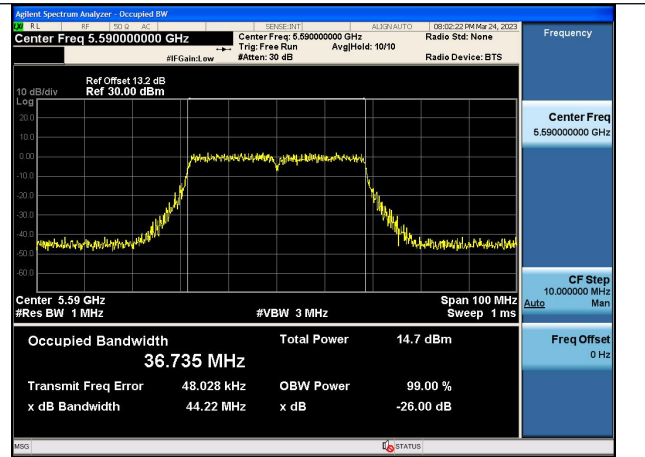 Agilent Spectrum Analyzer - Occupied BW
RL RF 50 Ω AC SENSE:INT ALIGN AUTO 08:02:22 PM Mar 24, 2023
Center Freq 5.590000000 GHz Center Freq: 5.590000000 GHz Radio Std: None
Trig: Free Run Avg|Hold: 10/10
#IFGain:Low #Atten: 30 dB Radio Device: BTS
Ref Offset 13.2 dB
10 dB/div Ref 30.00 dBm
Log
20.0
10.0
0.00
-10.0
-20.0
-30.0
-40.0
-50.0
-60.0
Center 5.59 GHz Span 100 MHz
#Res BW 1 MHz #VBW 3 MHz Sweep 1 ms
Occupied Bandwidth Total Power 14.7 dBm
36.735 MHz
Transmit Freq Error 48.028 kHz OBW Power 99.00 %
x dB Bandwidth 44.22 MHz x dB -26.00 dB
MSG STATUS
Frequency
Center Freq
5.590000000 GHz
CF Step
10.000000 MHz
Auto Man
Freq Offset
0 Hz